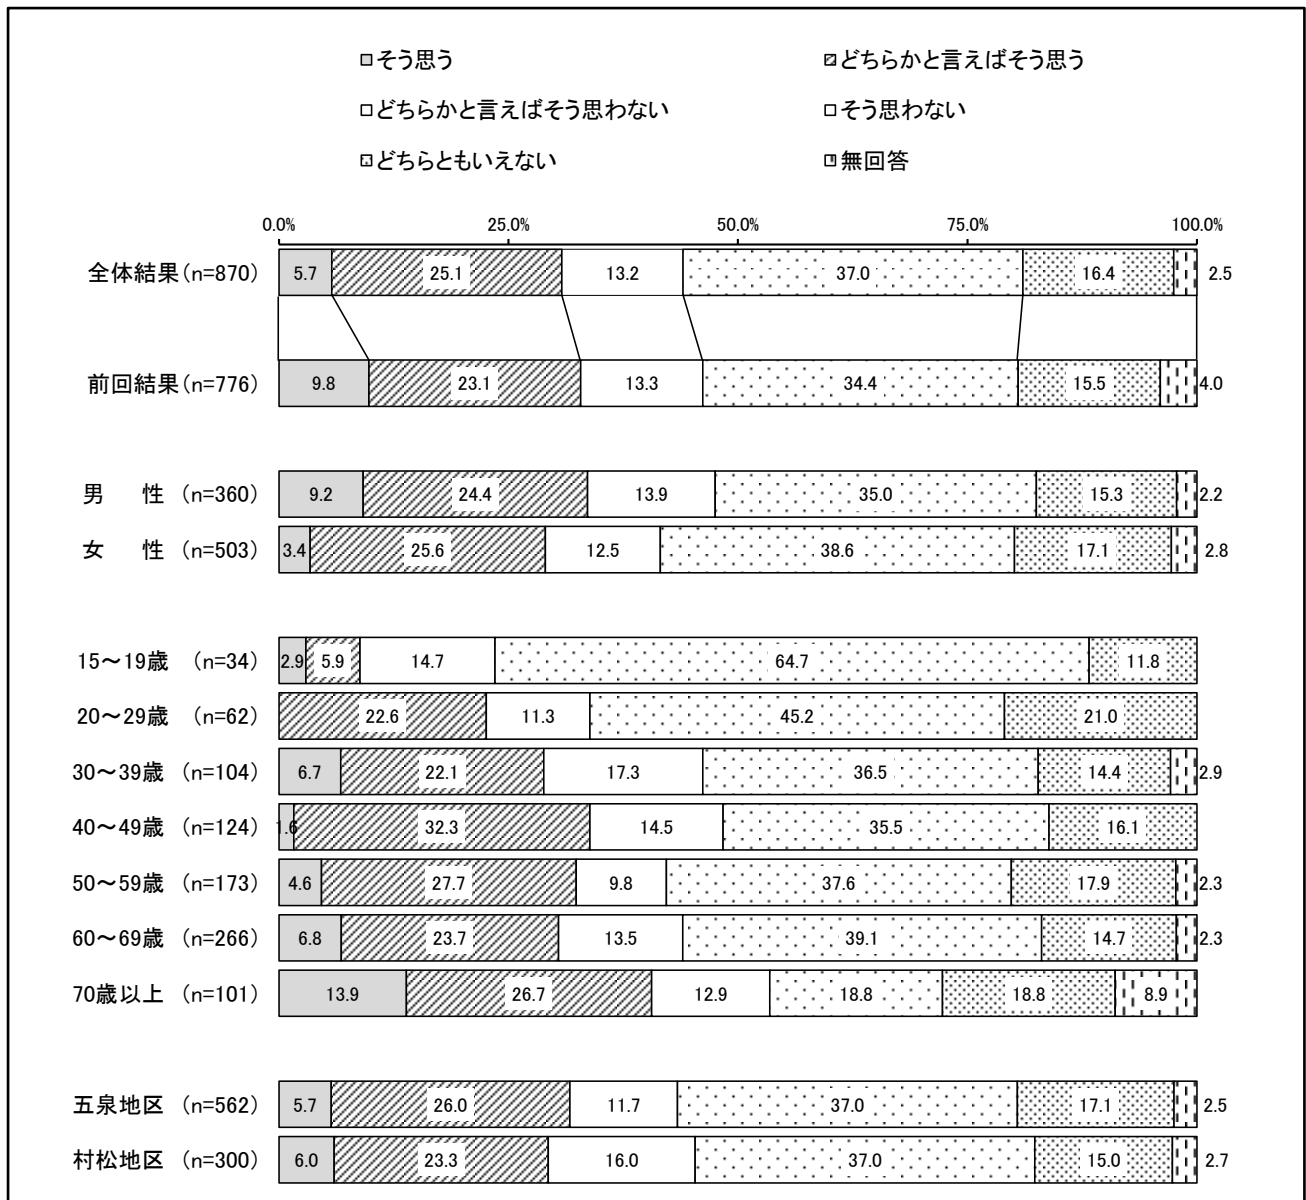 そう思う どちらかと言えばそう思う
どちらかと言えばそう思わない そう思わない
どちらともいえない 無回答
0.0% 25.0% 50.0% 75.0% 100.0%
全体結果(n=870) 5.7 25.1 13.2 37.0 16.4 2.5
前回結果(n=776) 9.8 23.1 13.3 34.4 15.5 4.0
男 性 (n=360) 9.2 24.4 13.9 35.0 15.3 2.2
女 性 (n=503) 3.4 25.6 12.5 38.6 17.1 2.8
15～19歳 (n=34) 2.9 5.9 14.7 64.7 11.8
20～29歳 (n=62) 22.6 11.3 45.2 21.0
30～39歳 (n=104) 6.7 22.1 17.3 36.5 14.4 2.9
40～49歳 (n=124) 1.6 32.3 14.5 35.5 16.1
50～59歳 (n=173) 4.6 27.7 9.8 37.6 17.9 2.3
60～69歳 (n=266) 6.8 23.7 13.5 39.1 14.7 2.3
70歳以上 (n=101) 13.9 26.7 12.9 18.8 18.8 8.9
五泉地区 (n=562) 5.7 26.0 11.7 37.0 17.1 2.5
村松地区 (n=300) 6.0 23.3 16.0 37.0 15.0 2.7